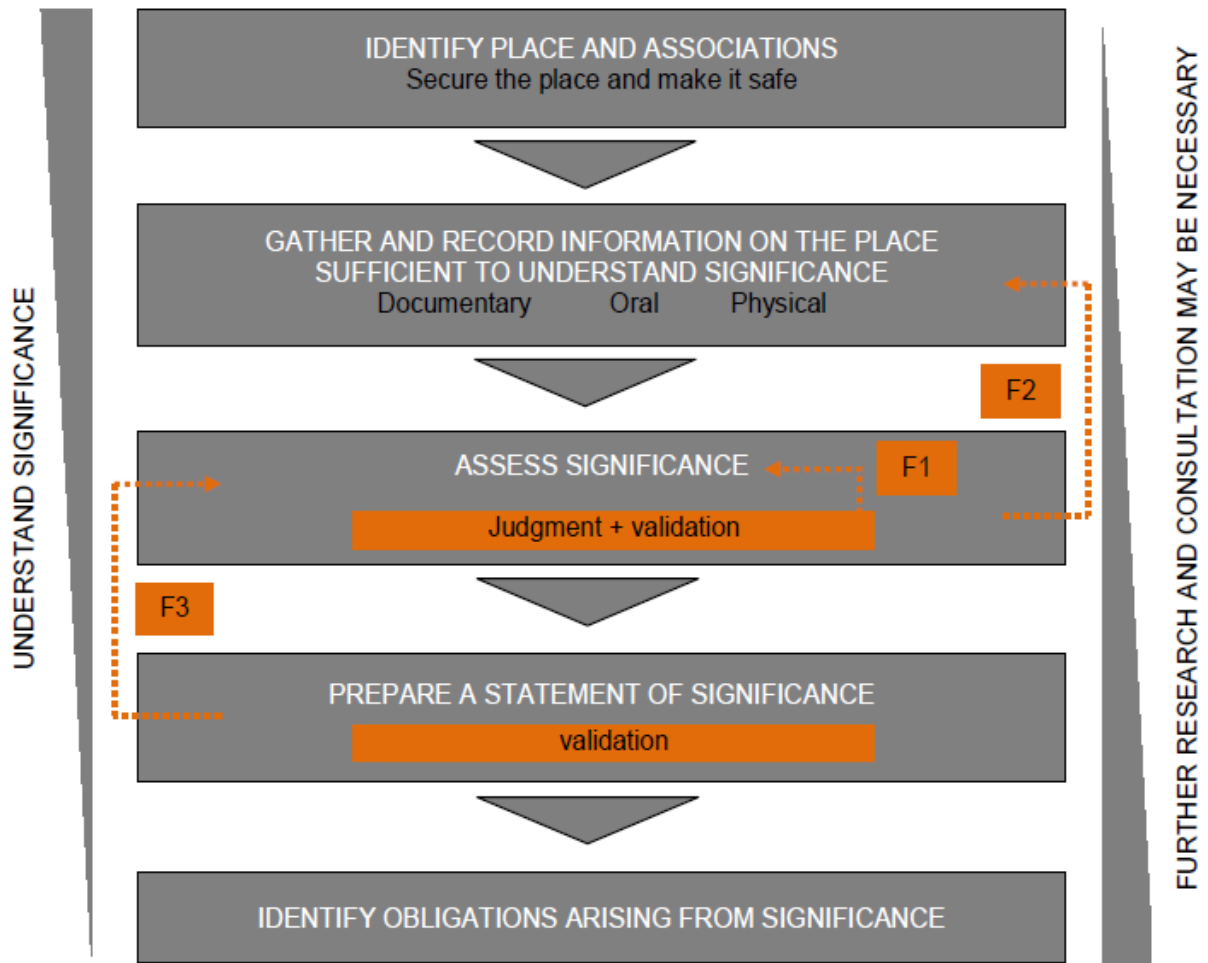 IDENTIFY PLACE AND ASSOCIATIONS
Secure the place and make it safe
GATHER AND RECORD INFORMATION ON THE PLACE
SUFFICIENT TO UNDERSTAND SIGNIFICANCE
Documentary Oral Physical
F2
ASSESS SIGNIFICANCE
F1
Judgment + validation
F3
PREPARE A STATEMENT OF SIGNIFICANCE
validation
IDENTIFY OBLIGATIONS ARISING FROM SIGNIFICANCE
UNDERSTAND SIGNIFICANCE
FURTHER RESEARCH AND CONSULTATION MAY BE NECESSARY